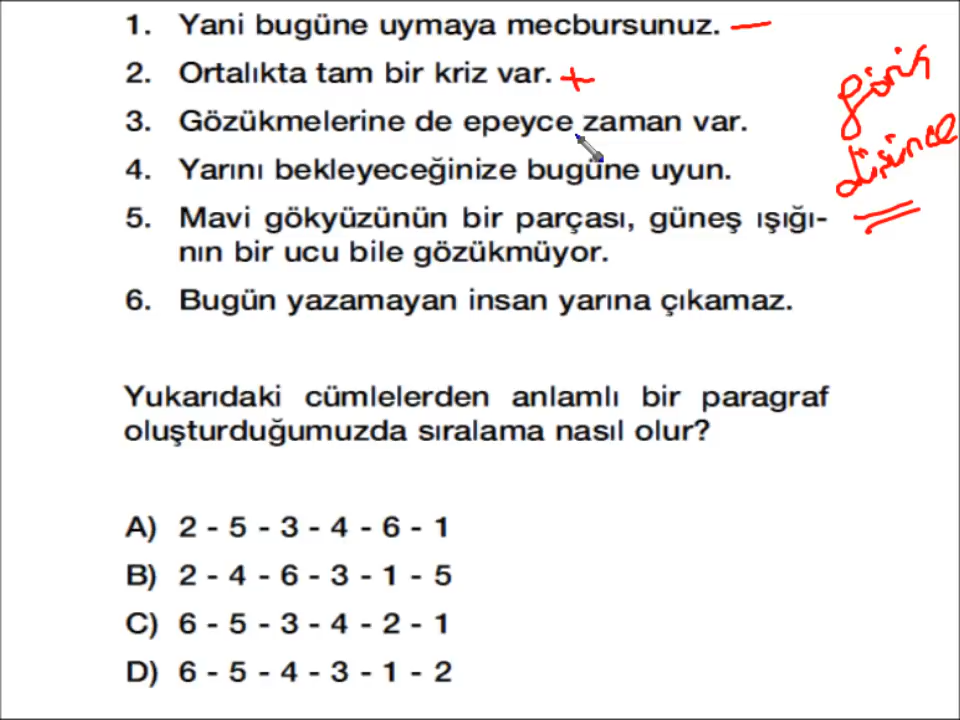 1. Yani bugüne uymaya mecbursunuz. —
2. Ortalıkta tam bir kriz var. +
3. Gözükmelerine de epeyce zaman var.
4. Yarını bekleyeceğinize bugüne uyun.
5. Mavi gökyüzünün bir parçası, güneş ışığı-
nın bir ucu bile gözükmüyor.
6. Bugün yazamayan insan yarına çıkamaz.
giriş
düşünce
Yukarıdaki cümlelerden anlamlı bir paragraf
oluşturduğumuzda sıralama nasıl olur?
A) 2 - 5 - 3 - 4 - 6 - 1
B) 2 - 4 - 6 - 3 - 1 - 5
C) 6 - 5 - 3 - 4 - 2 - 1
D) 6 - 5 - 4 - 3 - 1 - 2